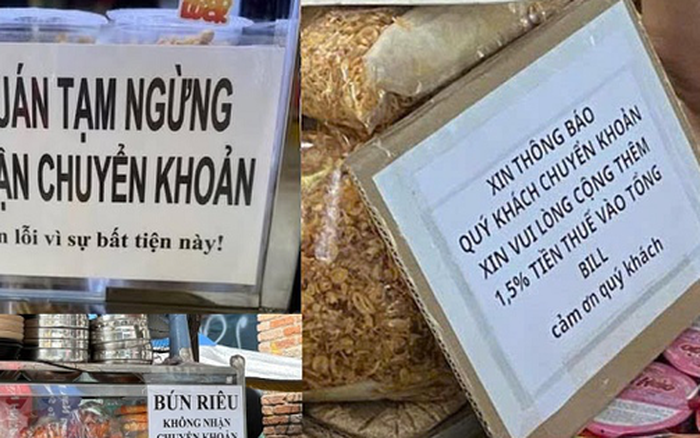 UÁN TẠM NGỪNG
ẬN CHUYỂN KHOẢN
n lỗi vì sự bất tiện này!
XIN THÔNG BÁO
QUÝ KHÁCH CHUYỂN KHOẢN
XIN VUI LÒNG CỘNG THÊM
1,5% TIỀN THUẾ VÀO TỔNG
BILL
cảm ơn quý khách
BÚN RIÊU
KHÔNG NHẬN
CHUYỂN KHOẢN